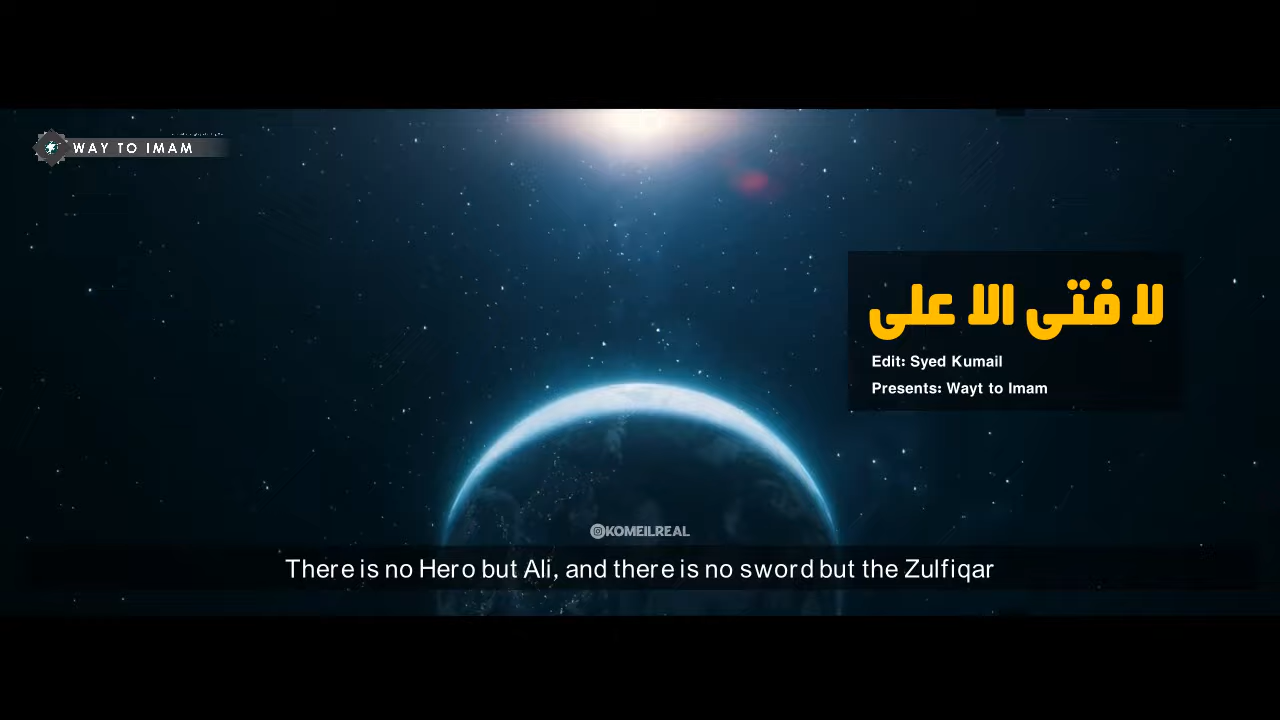 WAY TO IMAM
لا فتى الا على
Edit: Syed Kumail
Presents: Wayt to Imam
@KOMEILREAL
There is no Hero but Ali, and there is no sword but the Zulfiqar